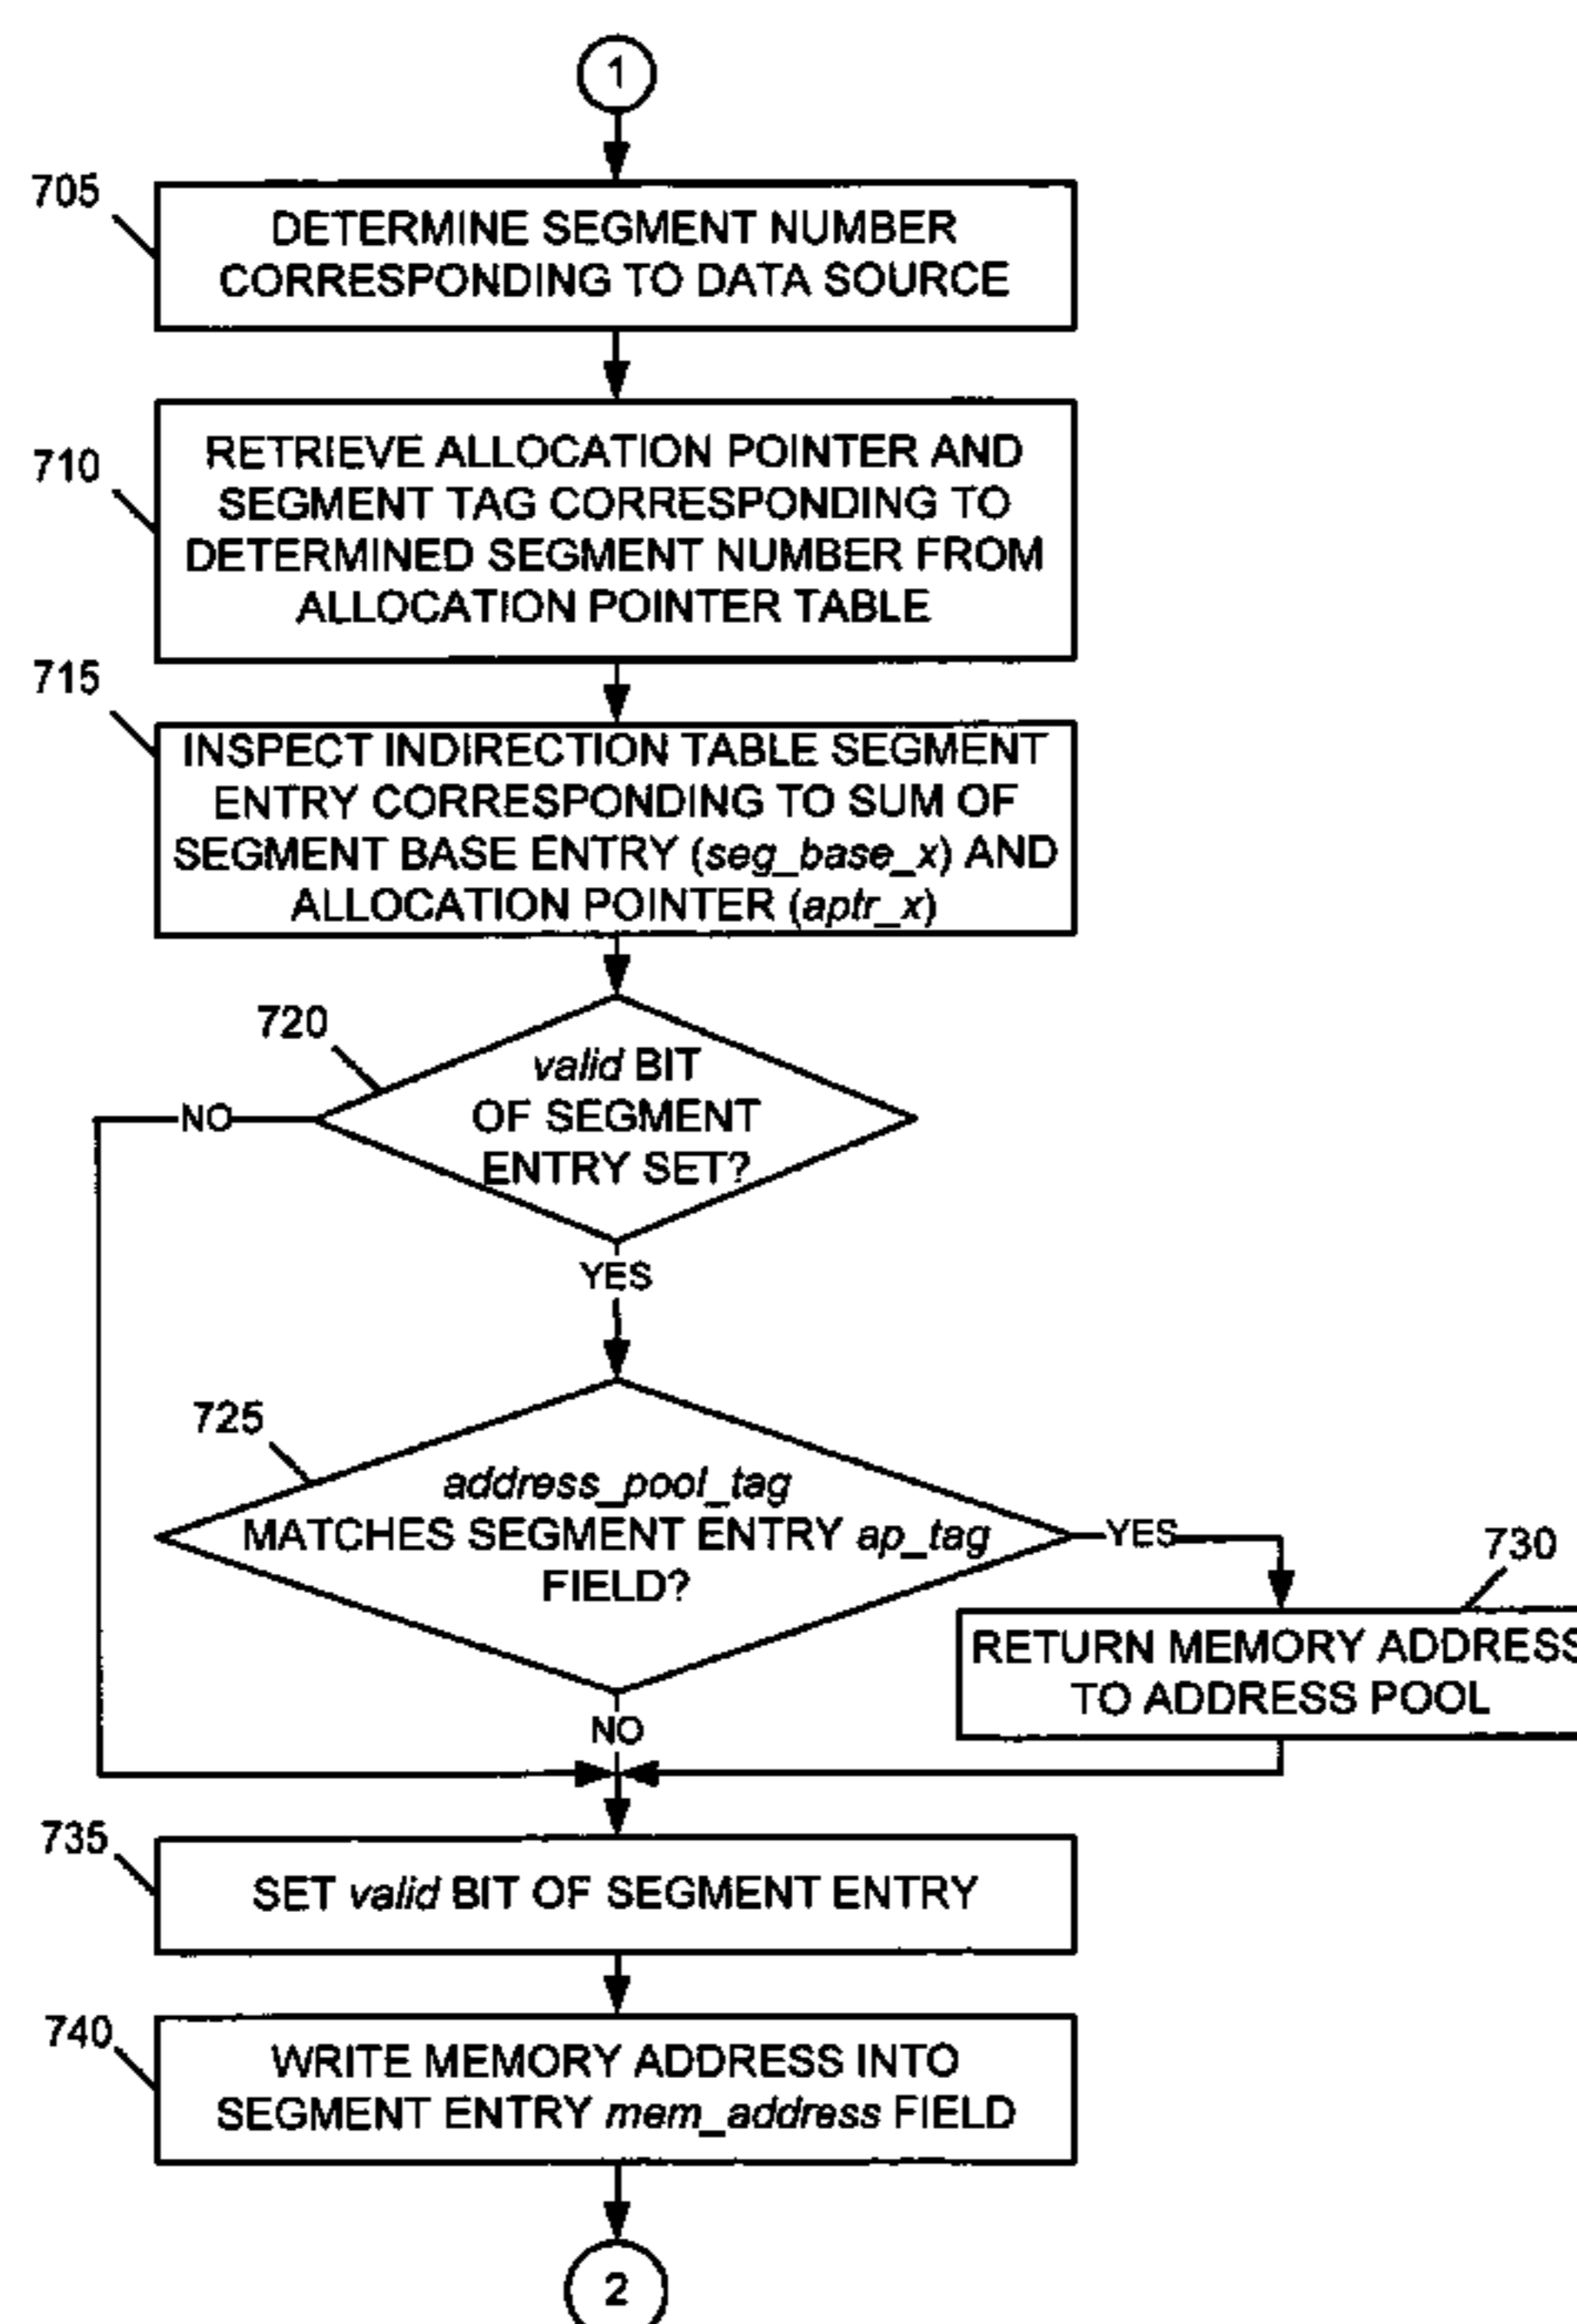 1
705
DETERMINE SEGMENT NUMBER
CORRESPONDING TO DATA SOURCE
710
RETRIEVE ALLOCATION POINTER AND
SEGMENT TAG CORRESPONDING TO
DETERMINED SEGMENT NUMBER FROM
ALLOCATION POINTER TABLE
715
INSPECT INDIRECTION TABLE SEGMENT
ENTRY CORRESPONDING TO SUM OF
SEGMENT BASE ENTRY (seg_base_x) AND
ALLOCATION POINTER (aptr_x)
720
valid BIT
OF SEGMENT
ENTRY SET?
NO
YES
725
address_pool_tag
MATCHES SEGMENT ENTRY ap_tag
FIELD?
YES
730
RETURN MEMORY ADDRESS
TO ADDRESS POOL
NO
735
SET valid BIT OF SEGMENT ENTRY
740
WRITE MEMORY ADDRESS INTO
SEGMENT ENTRY mem_address FIELD
2